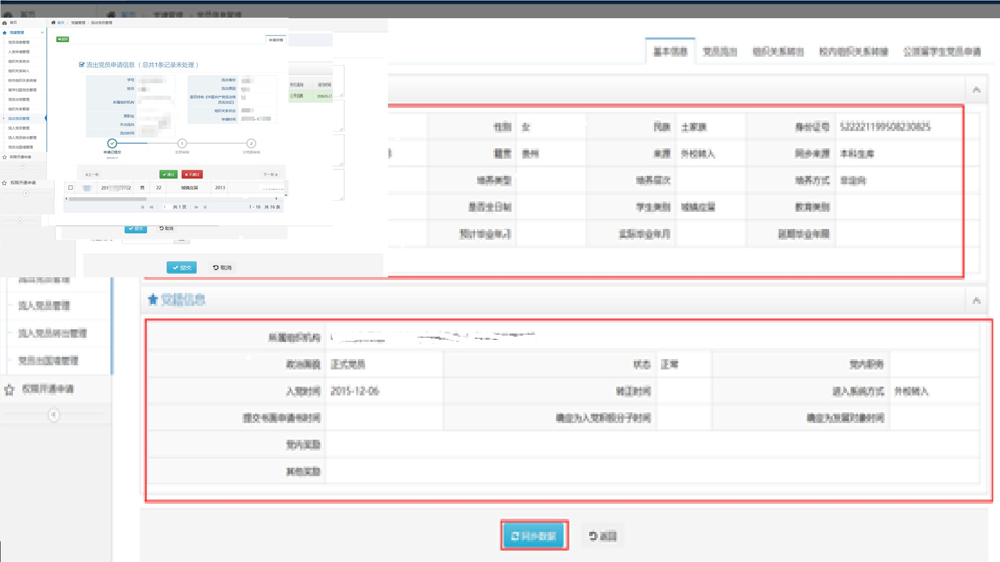 首页
首页 › 党建管理 › 流出党员管理
党建管理
党员信息管理
入党申请管理
组织关系转出
组织关系转入
校内组织关系转接
留学归国党员管理
党员出党管理
组织关系暂留
流出党员管理
流入党员管理
流入党员转出管理
党员出国境管理
权限开通申请
返回
申请详情
流出党员申请信息（总共1条记录未处理）
学号
姓名
所属组织机构
原职业
外出流向
流出时间
流出省份
流出原因
是否持有《中国共产党流动党员活动证》
组织关系状态
申请时间
申请已提交
2018-05-17
1
支部审核
2
分党委审核
上一条
通过
不通过
下一条
外出流向 流出时间
公开招聘 2018-05-17
权限开通申请
男 22 城镇应届 2013
1 共 1 页
1 - 16 共 16 条
提交 取消
提交 取消
首页 党建管理 党员信息管理
基本信息 党员流出 组织关系转出 校内组织关系转接 公派留学生党员申请
性别 女 民族 土家族 身份证号 522221199508230825
籍贯 贵州 来源 外校转入 同步来源 本科生库
培养类型 培养层次 培养方式 非定向
是否全日制 学生类别 城镇应届 教育类别
预计毕业年月 实际毕业年月 延期毕业年限
党籍信息
所属组织机构
政治面貌 正式党员 状态 正常 党内职务
入党时间 2015-12-06 转正时间 进入系统方式 外校转入
提交书面申请书时间 确定为入党积极分子时间 确定为发展对象时间
党内奖励
其他奖励
流出党员管理
流入党员管理
流入党员转出管理
党员出国境管理
权限开通申请
同步数据 返回